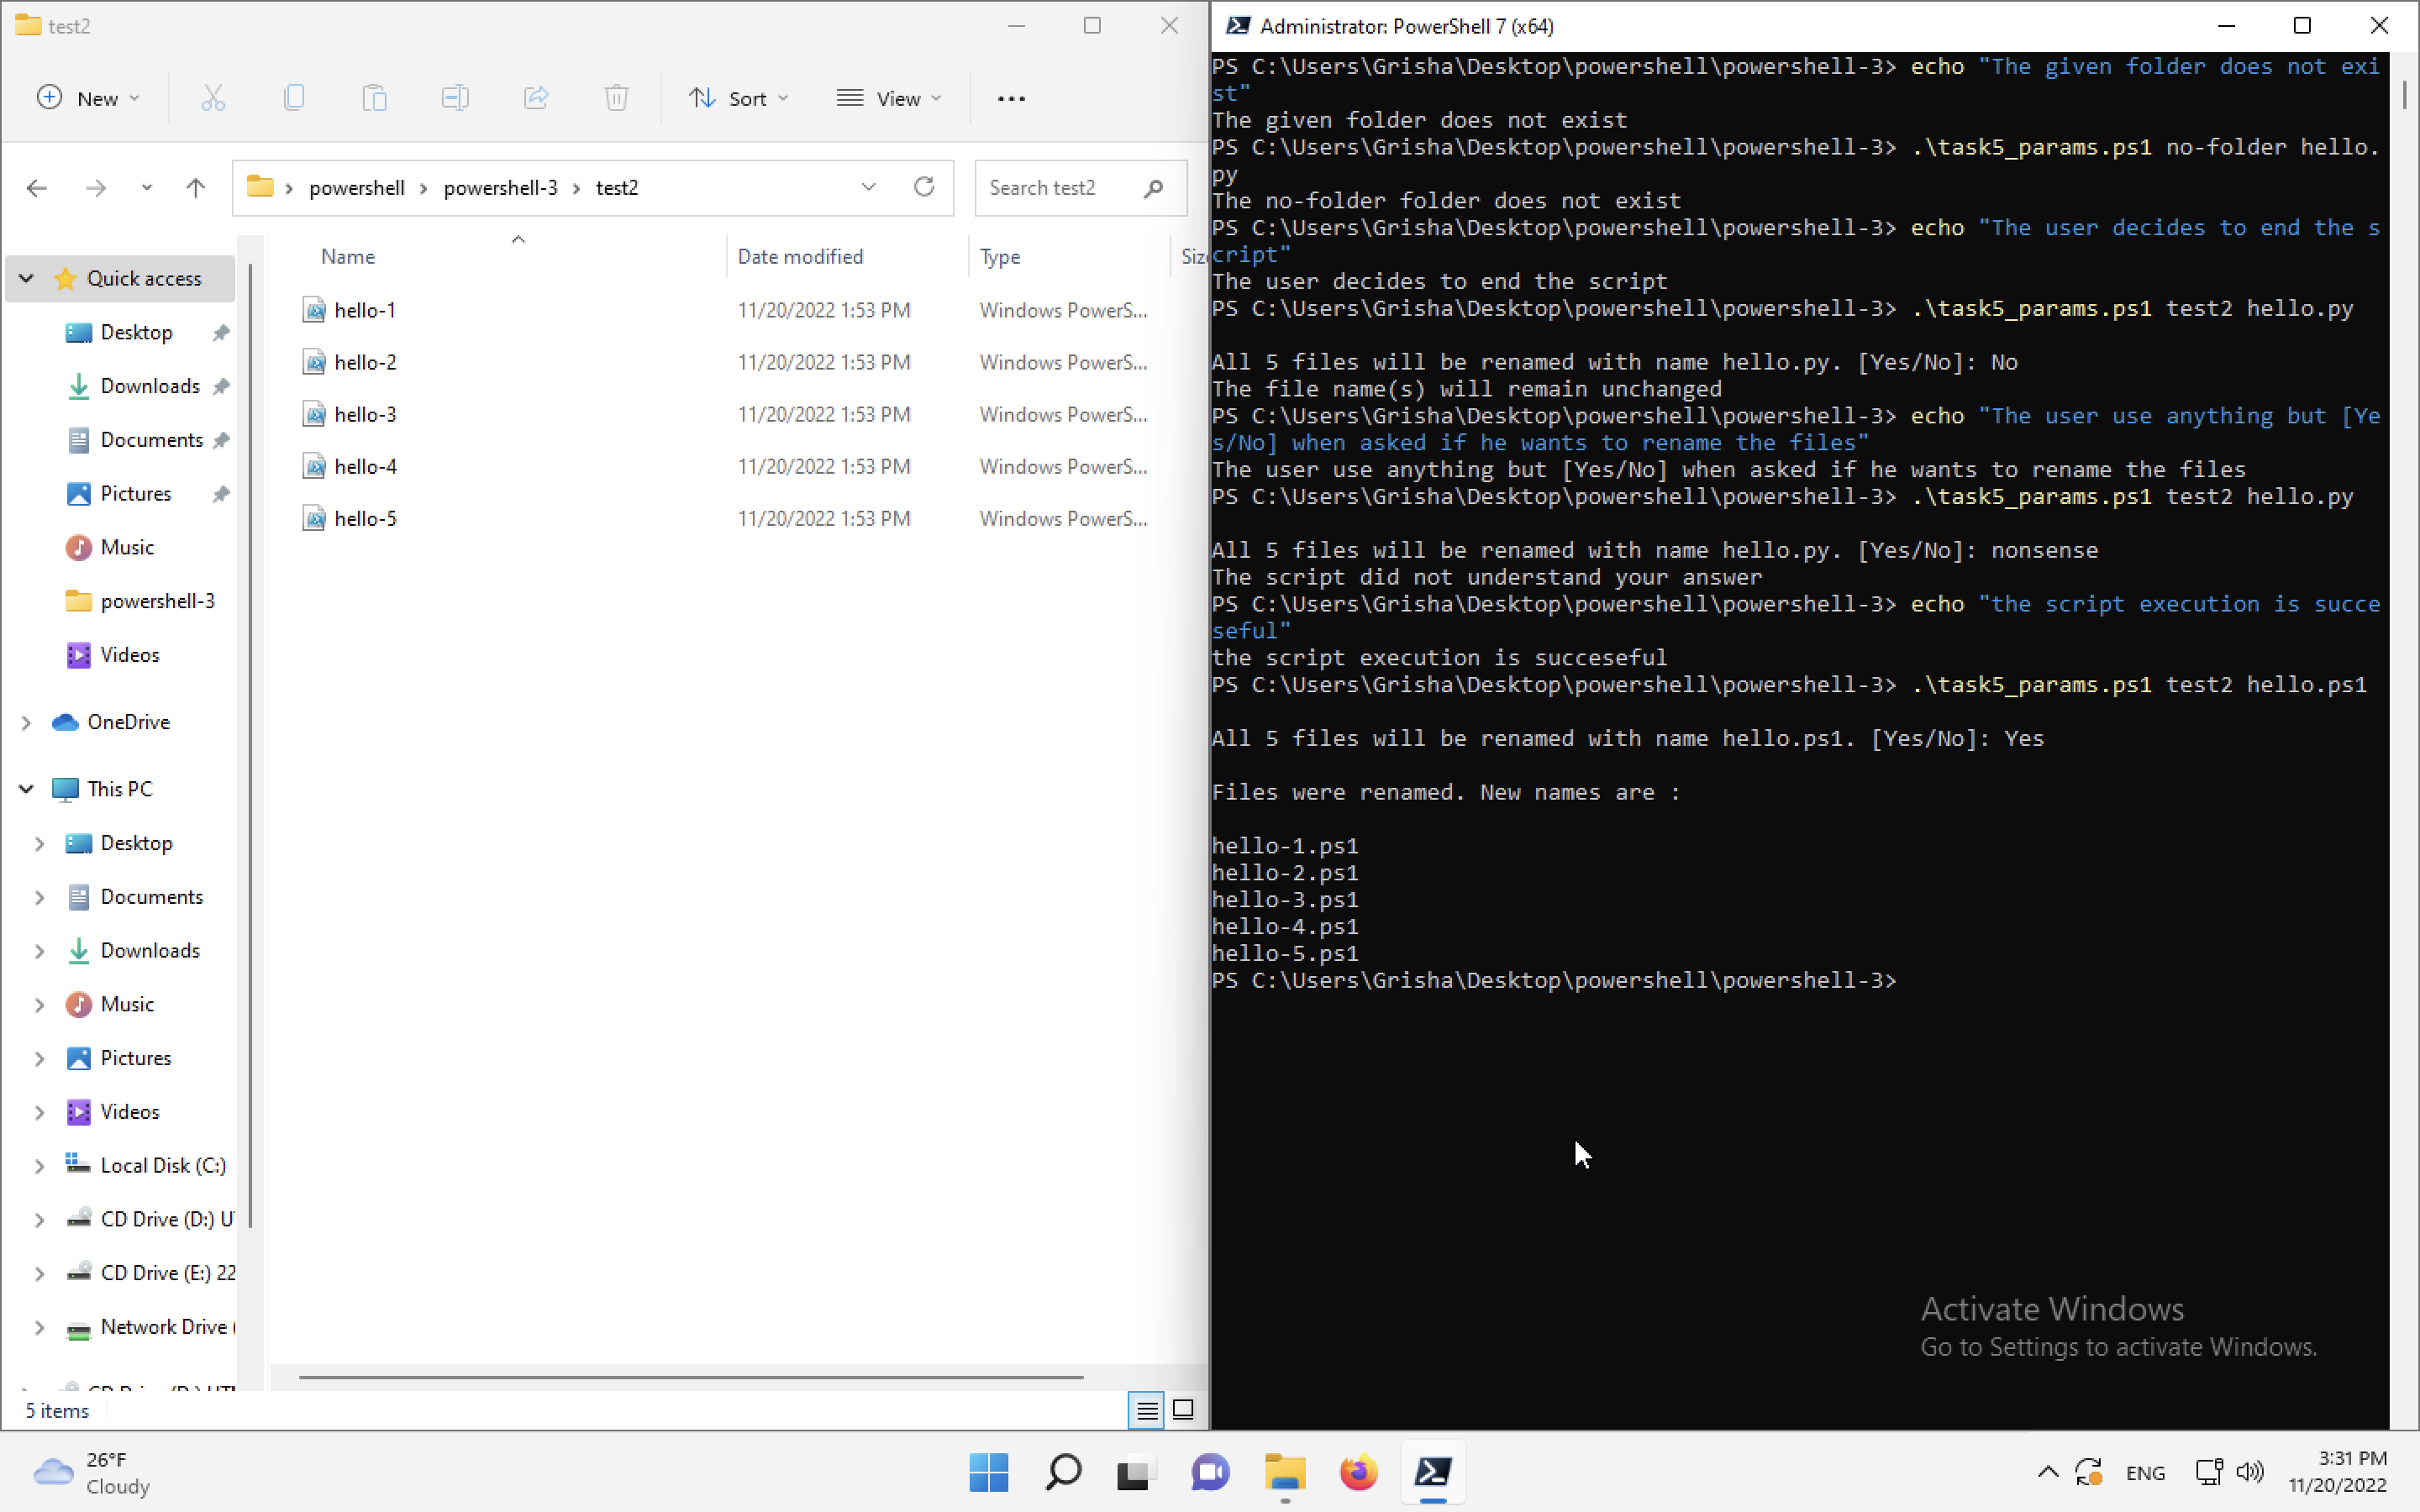 test2
New
Sort
View
powershell
powershell-3
test2
Search test2
Name
Date modified
Type
Quick access
hello-1
11/20/2022 1:53 PM
Windows PowerS...
Desktop
hello-2
11/20/2022 1:53 PM
Windows PowerS...
Downloads
hello-3
11/20/2022 1:53 PM
Windows PowerS...
Documents
hello-4
11/20/2022 1:53 PM
Windows PowerS...
Pictures
hello-5
11/20/2022 1:53 PM
Windows PowerS...
Music
powershell-3
Videos
OneDrive
This PC
Desktop
Documents
Downloads
Music
Pictures
Videos
Local Disk (C:)
CD Drive (D:)
CD Drive (E:) 22
Network Drive
5 items
Administrator: PowerShell 7 (x64)
PS C:\Users\Grisha\Desktop\powershell\powershell-3> echo "The given folder does not exi
st"
The given folder does not exist
PS C:\Users\Grisha\Desktop\powershell\powershell-3> .\task5_params.ps1 no-folder hello.
py
The no-folder folder does not exist
PS C:\Users\Grisha\Desktop\powershell\powershell-3> echo "The user decides to end the s
cript"
The user decides to end the script
PS C:\Users\Grisha\Desktop\powershell\powershell-3> .\task5_params.ps1 test2 hello.py
All 5 files will be renamed with name hello.py. [Yes/No]: No
The file name(s) will remain unchanged
PS C:\Users\Grisha\Desktop\powershell\powershell-3> echo "The user use anything but [Ye
s/No] when asked if he wants to rename the files"
The user use anything but [Yes/No] when asked if he wants to rename the files
PS C:\Users\Grisha\Desktop\powershell\powershell-3> .\task5_params.ps1 test2 hello.py
All 5 files will be renamed with name hello.py. [Yes/No]: nonsense
The script did not understand your answer
PS C:\Users\Grisha\Desktop\powershell\powershell-3> echo "the script execution is succe
seful"
the script execution is succeseful
PS C:\Users\Grisha\Desktop\powershell\powershell-3> .\task5_params.ps1 test2 hello.ps1
All 5 files will be renamed with name hello.ps1. [Yes/No]: Yes
Files were renamed. New names are :
hello-1.ps1
hello-2.ps1
hello-3.ps1
hello-4.ps1
hello-5.ps1
PS C:\Users\Grisha\Desktop\powershell\powershell-3>
Activate Windows
Go to Settings to activate Windows.
26°F
Cloudy
ENG
3:31 PM
11/20/2022